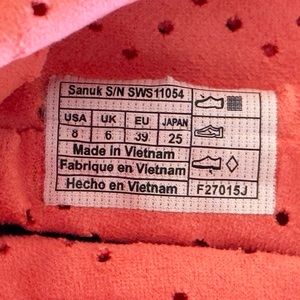 Sanuk S/N SWS11054
USA UK EU JAPAN
8 6 39 25
Made in Vietnam
Fabriqué en Vietnam
Hecho en Vietnam F27015J